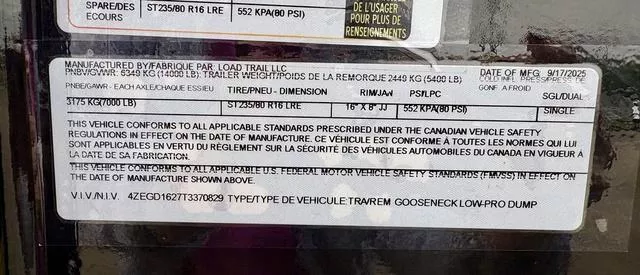 SPARE/DES
ECOURS
ST235/80 R16 LRE
552 KPA(80 PSI)
DE L'USAGER
POUR PLUS DE
RENSEIGNEMENTS
MANUFACTURED BY/FABRIQUE PAR: LOAD TRAIL LLC
DATE OF MFG. 9/17/2025
PNBV/GVWR: 6349 KG (14000 LB); TRAILER WEIGHT/POIDS DE LA REMORQUE 2449 KG (5400 LB)
COLD INFL. PRESS/PRESS.DE
PNBE/GAWR - EACH AXLE/CHAQUE ESSIEU TIRE/PNEU - DIMENSION RIM/JAN PSI/LPC GONF. A FROID SGL/DUAL
3175 KG(7000 LB) ST235/80 R16 LRE 16" X 8" JJ 552 KPA(80 PSI) SINGLE
THIS VEHICLE CONFORMS TO ALL APPLICABLE STANDARDS PRESCRIBED UNDER THE CANADIAN VEHICLE SAFETY
REGULATIONS IN EFFECT ON THE DATE OF MANUFACTURE. CE VÉHICULE EST CONFORME À TOUTES LES NORMES QUI LUI
SONT APPLICABLES EN VERTU DU RÈGLEMENT SUR LA SÉCURITÉ DES VÉHICULES AUTOMOBILES DU CANADA EN VIGUEUR À
LA DATE DE SA FABRICATION.
THIS VEHICLE CONFORMS TO ALL APPLICABLE U.S. FEDERAL MOTOR VEHICLE SAFETY STANDARDS (FMVSS) IN EFFECT ON
THE DATE OF MANUFACTURE SHOWN ABOVE.
V.I.V./N.I.V. 4ZEGD1627T3370829 TYPE/TYPE DE VEHICULE:TRA/REM GOOSENECK LOW-PRO DUMP